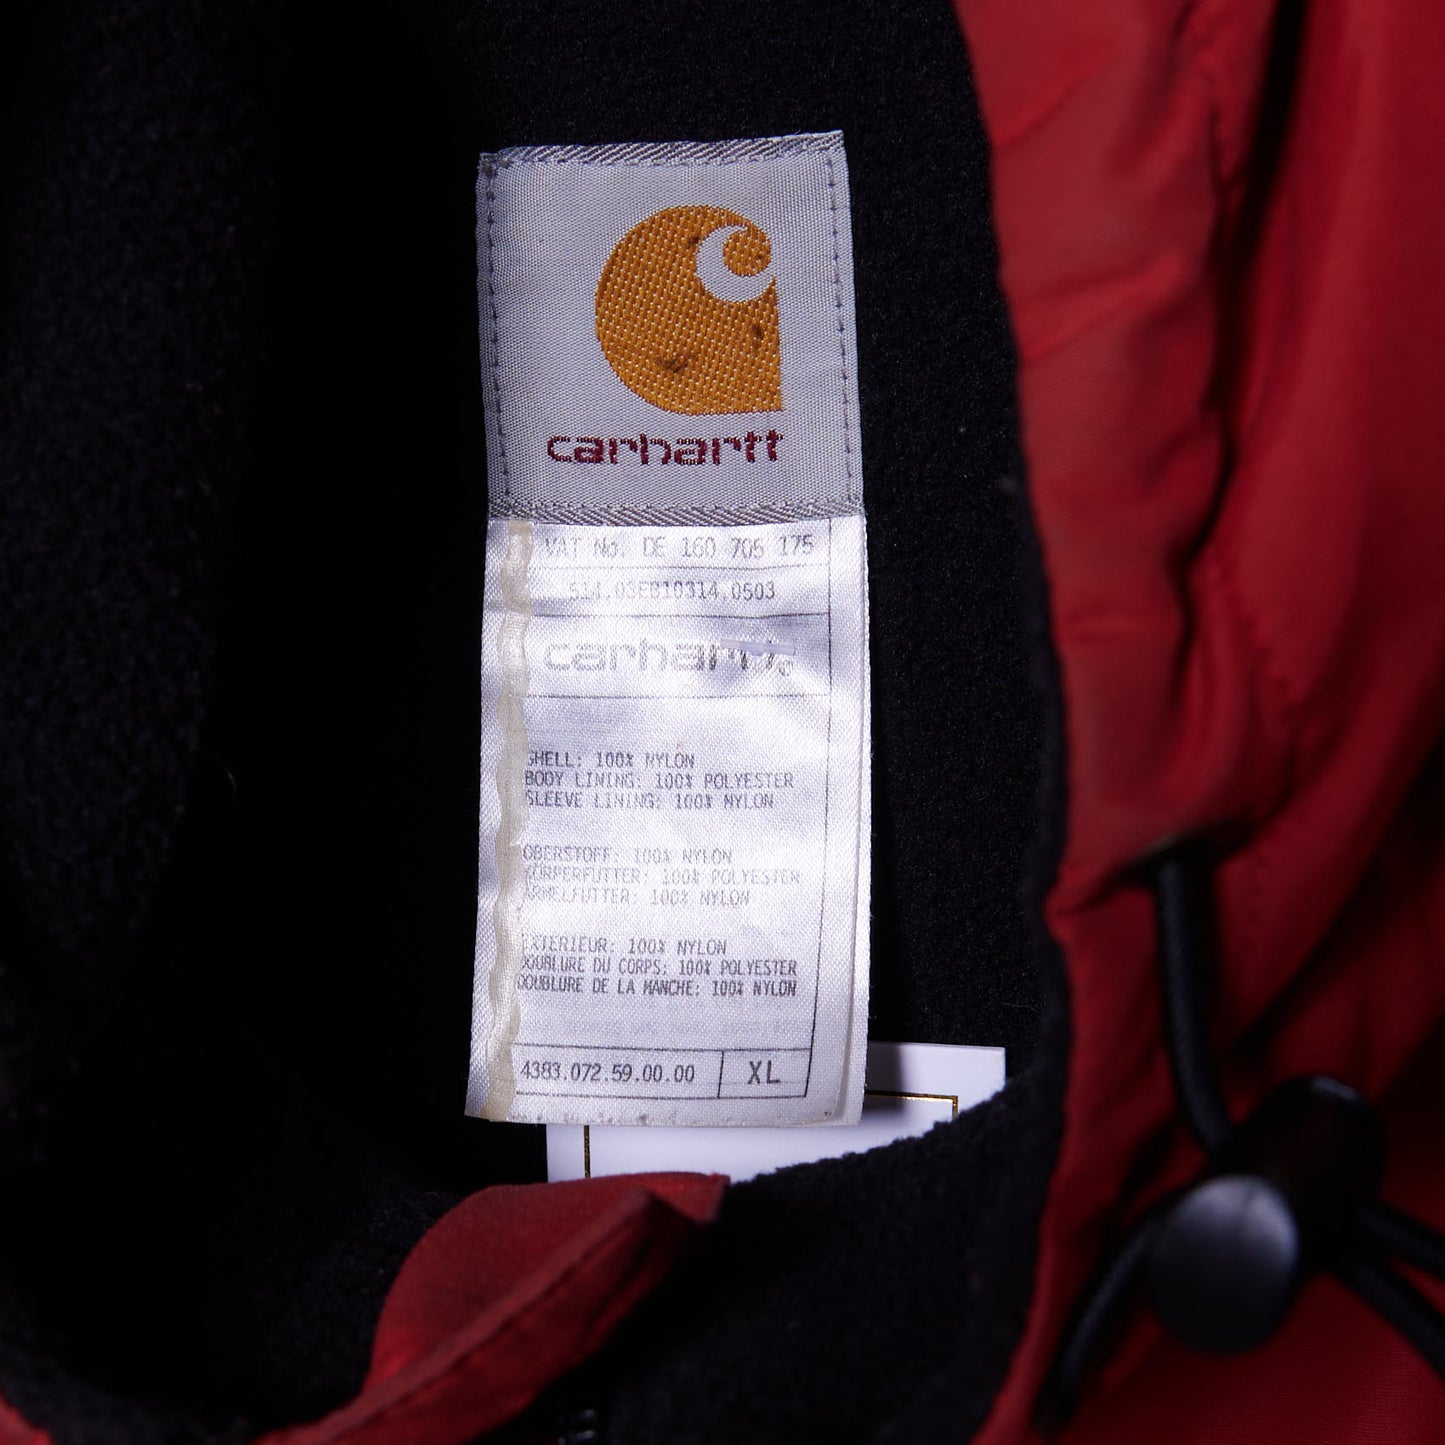 carhartt
VAT No. DE 160 705 175
514.03EB10314.0503
carhartt
SHELL: 100% NYLON
BODY LINING: 100% POLYESTER
SLEEVE LINING: 100% NYLON
OBERSTOFF: 100% NYLON
KÖRPERFUTTER: 100% POLYESTER
ÄRMELFUTTER: 100% NYLON
EXTERIEUR: 100% NYLON
DOUBLURE DU CORPS: 100% POLYESTER
DOUBLURE DE LA MANCHE: 100% NYLON
4383.072.59.00.00 XL